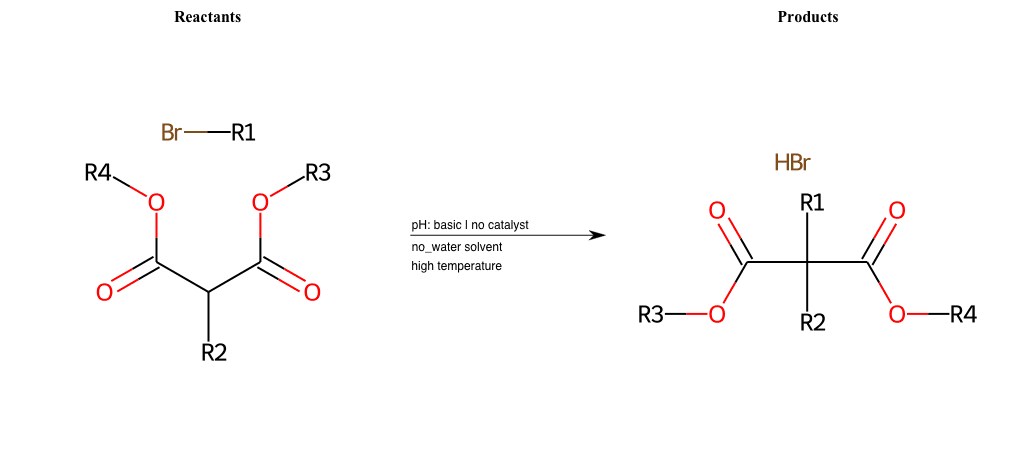 Reactants
Products
Br R1
R4 R3
O O
O O
R2
pH: basic | no catalyst
no_water solvent
high temperature
HBr
O R1 O
R3 O R2 O R4